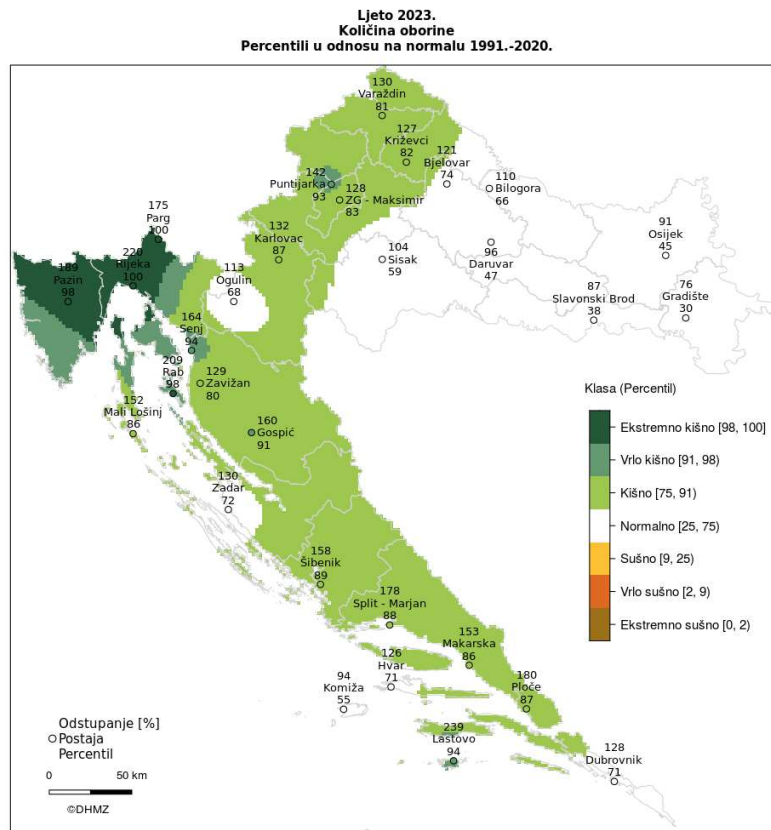 Ljeto 2023.
Količina oborine
Percentili u odnosu na normalu 1991.-2020.
130
Varaždin
81
127
Križevci
82
121
Bjelovar
74
110
Bilogora
66
142
Puntijarka
93
128
ZG - Maksimir
83
175
Parg
100
132
Karlovac
87
104
Sisak
59
96
Daruvar
47
91
Osijek
45
220
Rijeka
100
189
Pazin
98
113
Ogulin
68
87
Slavonski Brod
38
76
Gradište
30
164
Senj
94
209
Rab
98
129
Zavižan
80
152
Mali Lošinj
86
160
Gospić
91
130
Zadar
72
158
Šibenik
89
178
Split - Marjan
88
153
Makarska
86
126
Hvar
71
94
Komiža
55
180
Ploče
87
239
Lastovo
94
128
Dubrovnik
71
Klasa (Percentil)
Ekstremno kišno [98, 100]
Vrlo kišno [91, 98)
Kišno [75, 91)
Normalno [25, 75)
Sušno [9, 25)
Vrlo sušno [2, 9)
Ekstremno sušno [0, 2)
Odstupanje [%]
Postaja
Percentil
0 50 km
©DHMZ